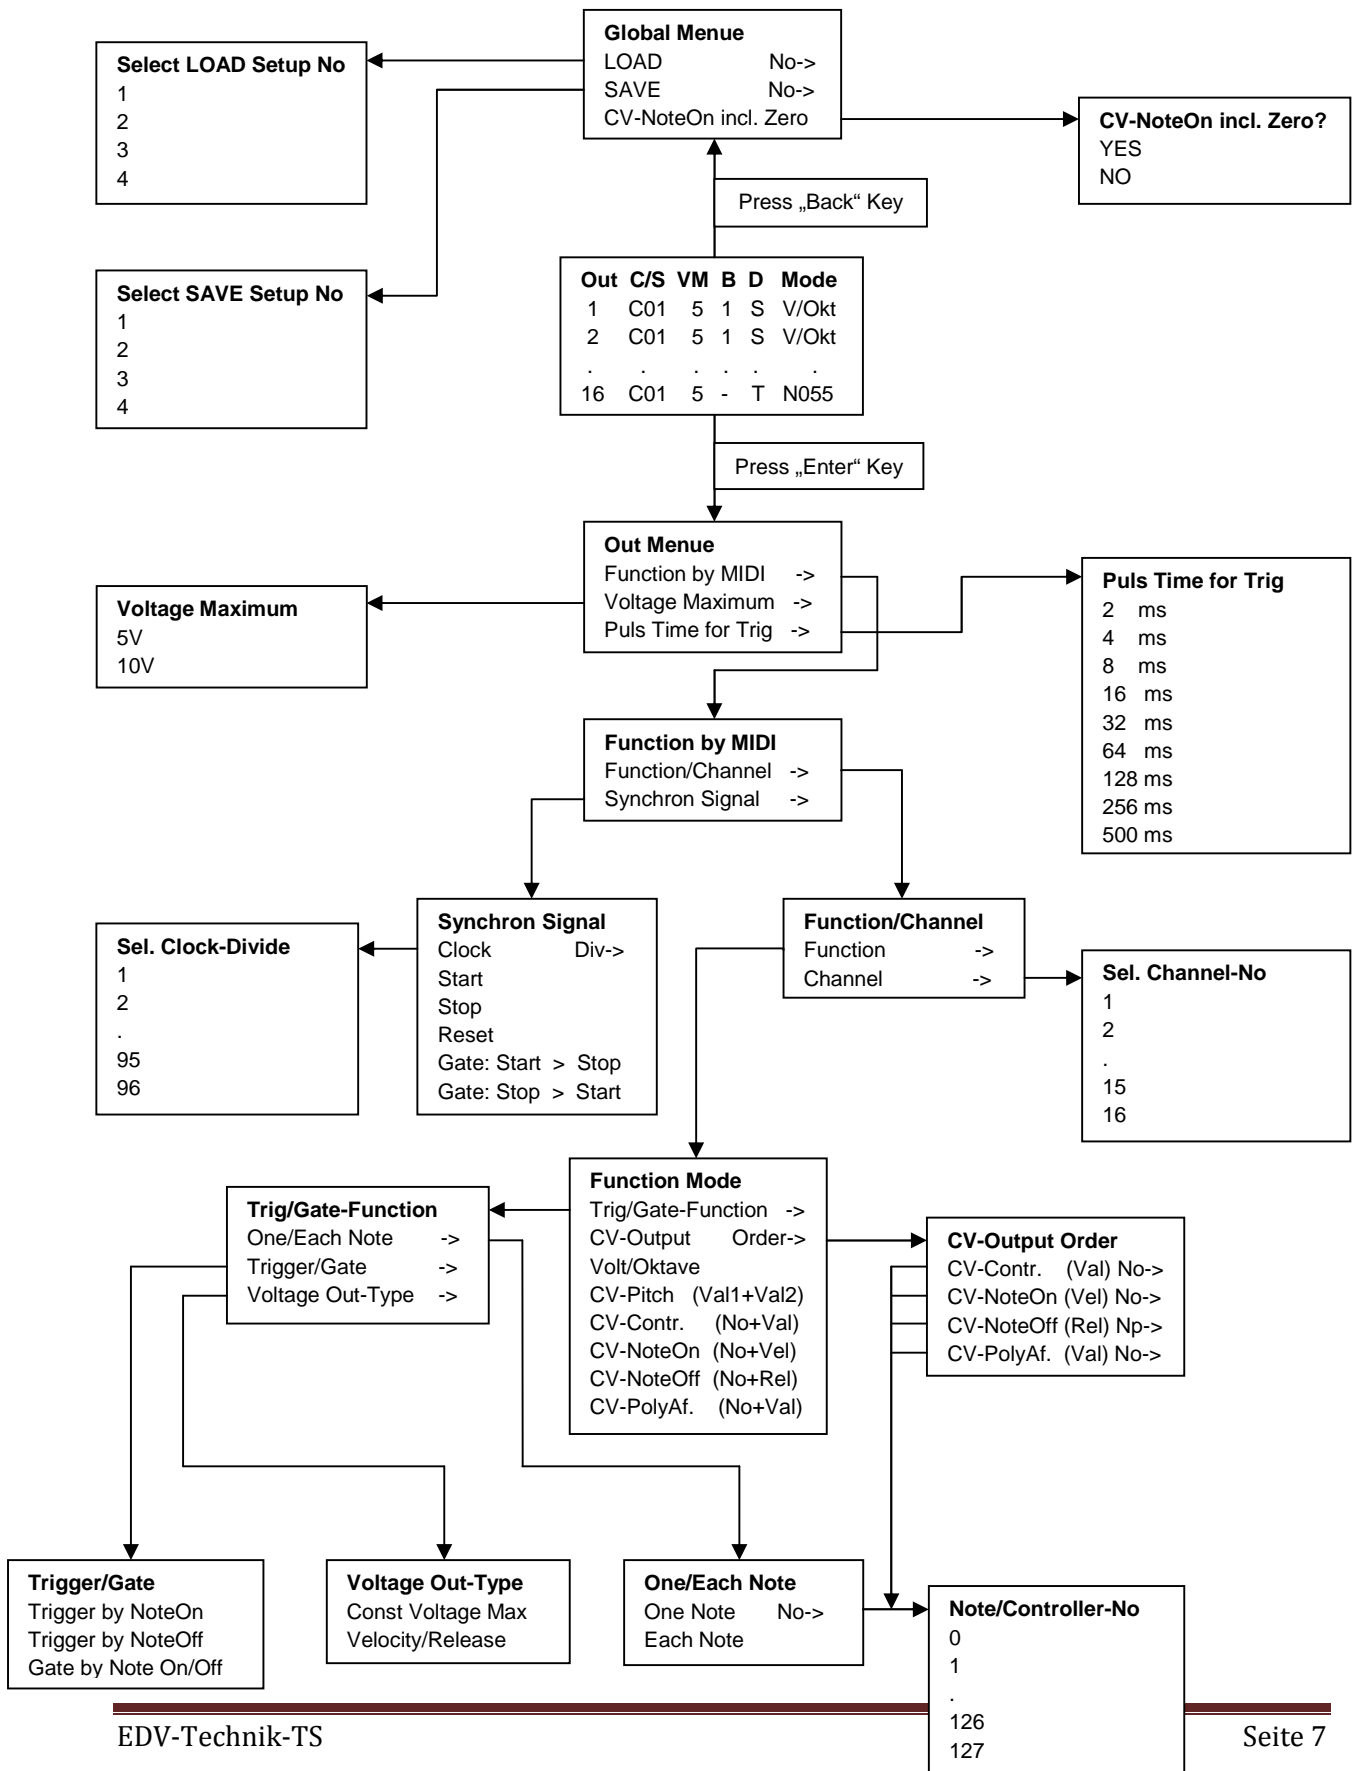 Global Menue
LOAD No->
SAVE No->
CV-NoteOn incl. Zero
Select LOAD Setup No
1
2
3
4
CV-NoteOn incl. Zero?
YES
NO
Press „Back“ Key
Select SAVE Setup No
1
2
3
4
Out C/S VM B D Mode
1 C01 5 1 S V/Okt
2 C01 5 1 S V/Okt
. . . . . .
16 C01 5 - T N055
Press „Enter“ Key
Out Menue
Function by MIDI ->
Voltage Maximum ->
Puls Time for Trig ->
Voltage Maximum
5V
10V
Puls Time for Trig
2 ms
4 ms
8 ms
16 ms
32 ms
64 ms
128 ms
256 ms
500 ms
Function by MIDI
Function/Channel ->
Synchron Signal ->
Sel. Clock-Divide
1
2
.
95
96
Synchron Signal
Clock Div->
Start
Stop
Reset
Gate: Start > Stop
Gate: Stop > Start
Function/Channel
Function ->
Channel ->
Sel. Channel-No
1
2
.
15
16
Trig/Gate-Function
One/Each Note ->
Trigger/Gate ->
Voltage Out-Type ->
Function Mode
Trig/Gate-Function ->
CV-Output Order->
Volt/Oktave
CV-Pitch (Val1+Val2)
CV-Contr. (No+Val)
CV-NoteOn (No+Vel)
CV-NoteOff (No+Rel)
CV-PolyAf. (No+Val)
CV-Output Order
CV-Contr. (Val) No->
CV-NoteOn (Vel) No->
CV-NoteOff (Rel) Np->
CV-PolyAf. (Val) No->
Trigger/Gate
Trigger by NoteOn
Trigger by NoteOff
Gate by Note On/Off
Voltage Out-Type
Const Voltage Max
Velocity/Release
One/Each Note
One Note No->
Each Note
Note/Controller-No
0
1
.
126
127
EDV-Technik-TS
Seite 7